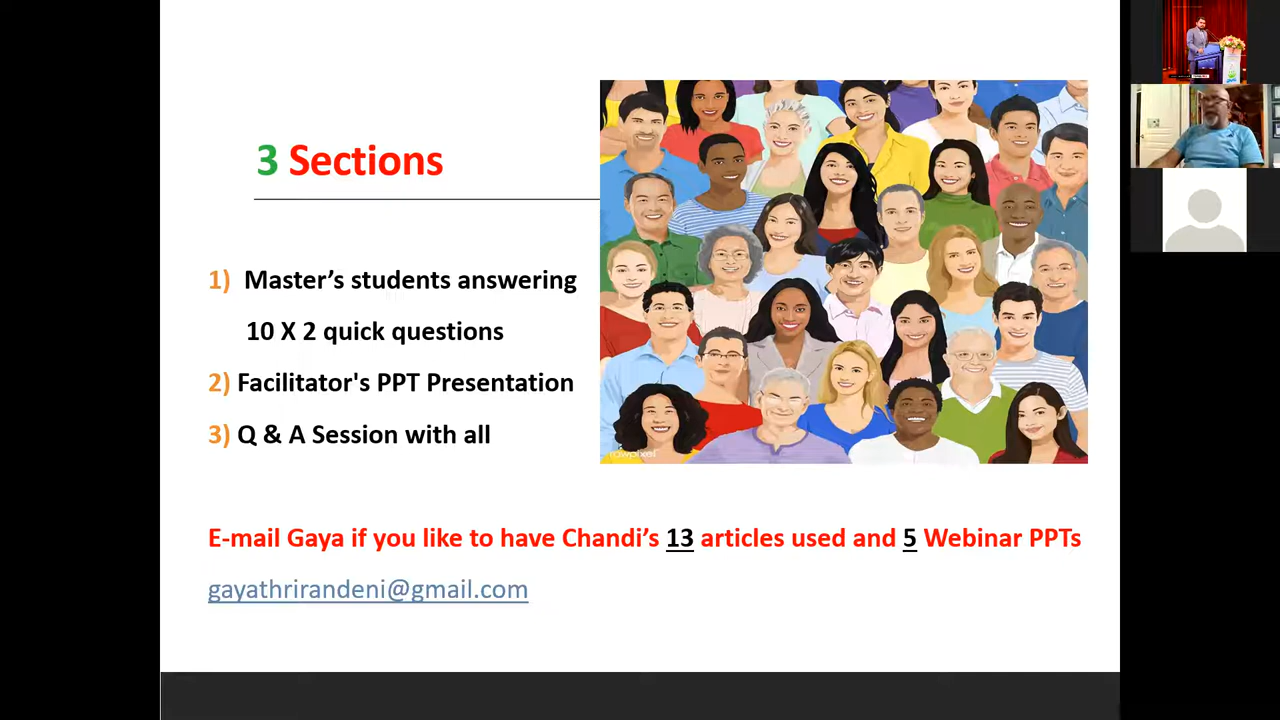 3 Sections
1) Master's students answering
10 X 2 quick questions
2) Facilitator's PPT Presentation
3) Q & A Session with all
E-mail Gaya if you like to have Chandi’s 13 articles used and 5 Webinar PPTs
gayathrirandeni@gmail.com